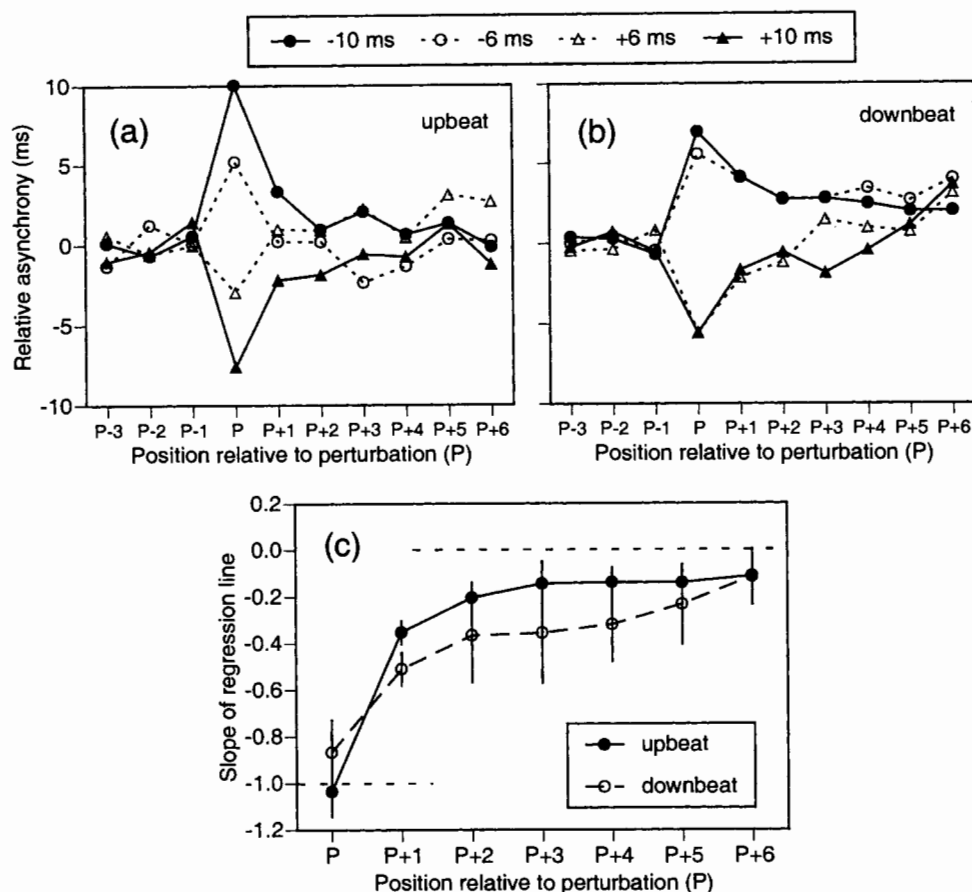 -10 ms -6 ms +6 ms +10 ms
(a) upbeat
(b) downbeat
Relative asynchrony (ms)
10
5
0
-5
-10
P-3 P-2 P-1 P P+1 P+2 P+3 P+4 P+5 P+6
Position relative to perturbation (P)
P-3 P-2 P-1 P P+1 P+2 P+3 P+4 P+5 P+6
Position relative to perturbation (P)
(c)
Slope of regression line
0.2
0.0
-0.2
-0.4
-0.6
-0.8
-1.0
-1.2
upbeat
downbeat
P P+1 P+2 P+3 P+4 P+5 P+6
Position relative to perturbation (P)